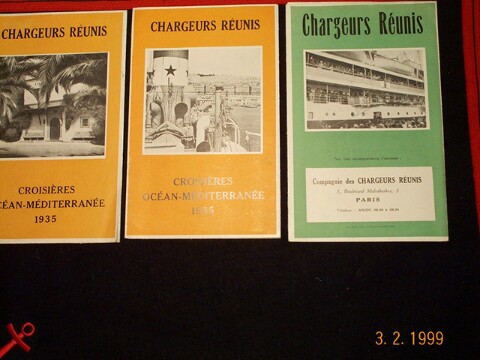 CHARGEURS RÉUNIS
CROISIÈRES
OCÉAN-MÉDITERRANÉE
1935
CHARGEURS RÉUNIS
CROISIÈRES
OCÉAN-MÉDITERRANÉE
1935
Chargeurs Réunis
Compagnie des CHARGEURS RÉUNIS
3, Boulevard Malesherbes, 3
PARIS
3. 2. 1999